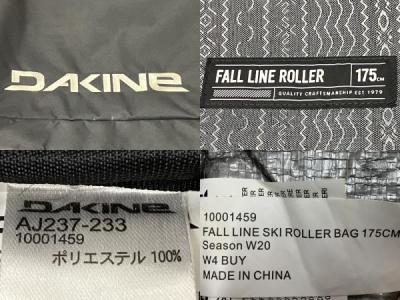 DAKINE
FALL LINE ROLLER 175CM
QUALITY CRAFTSMANSHIP EST 1979
DAKINE
AJ237-233
10001459
ポリエステル 100%
10001459
FALL LINE SKI ROLLER BAG 175CM
Season W20
W4 BUY
MADE IN CHINA